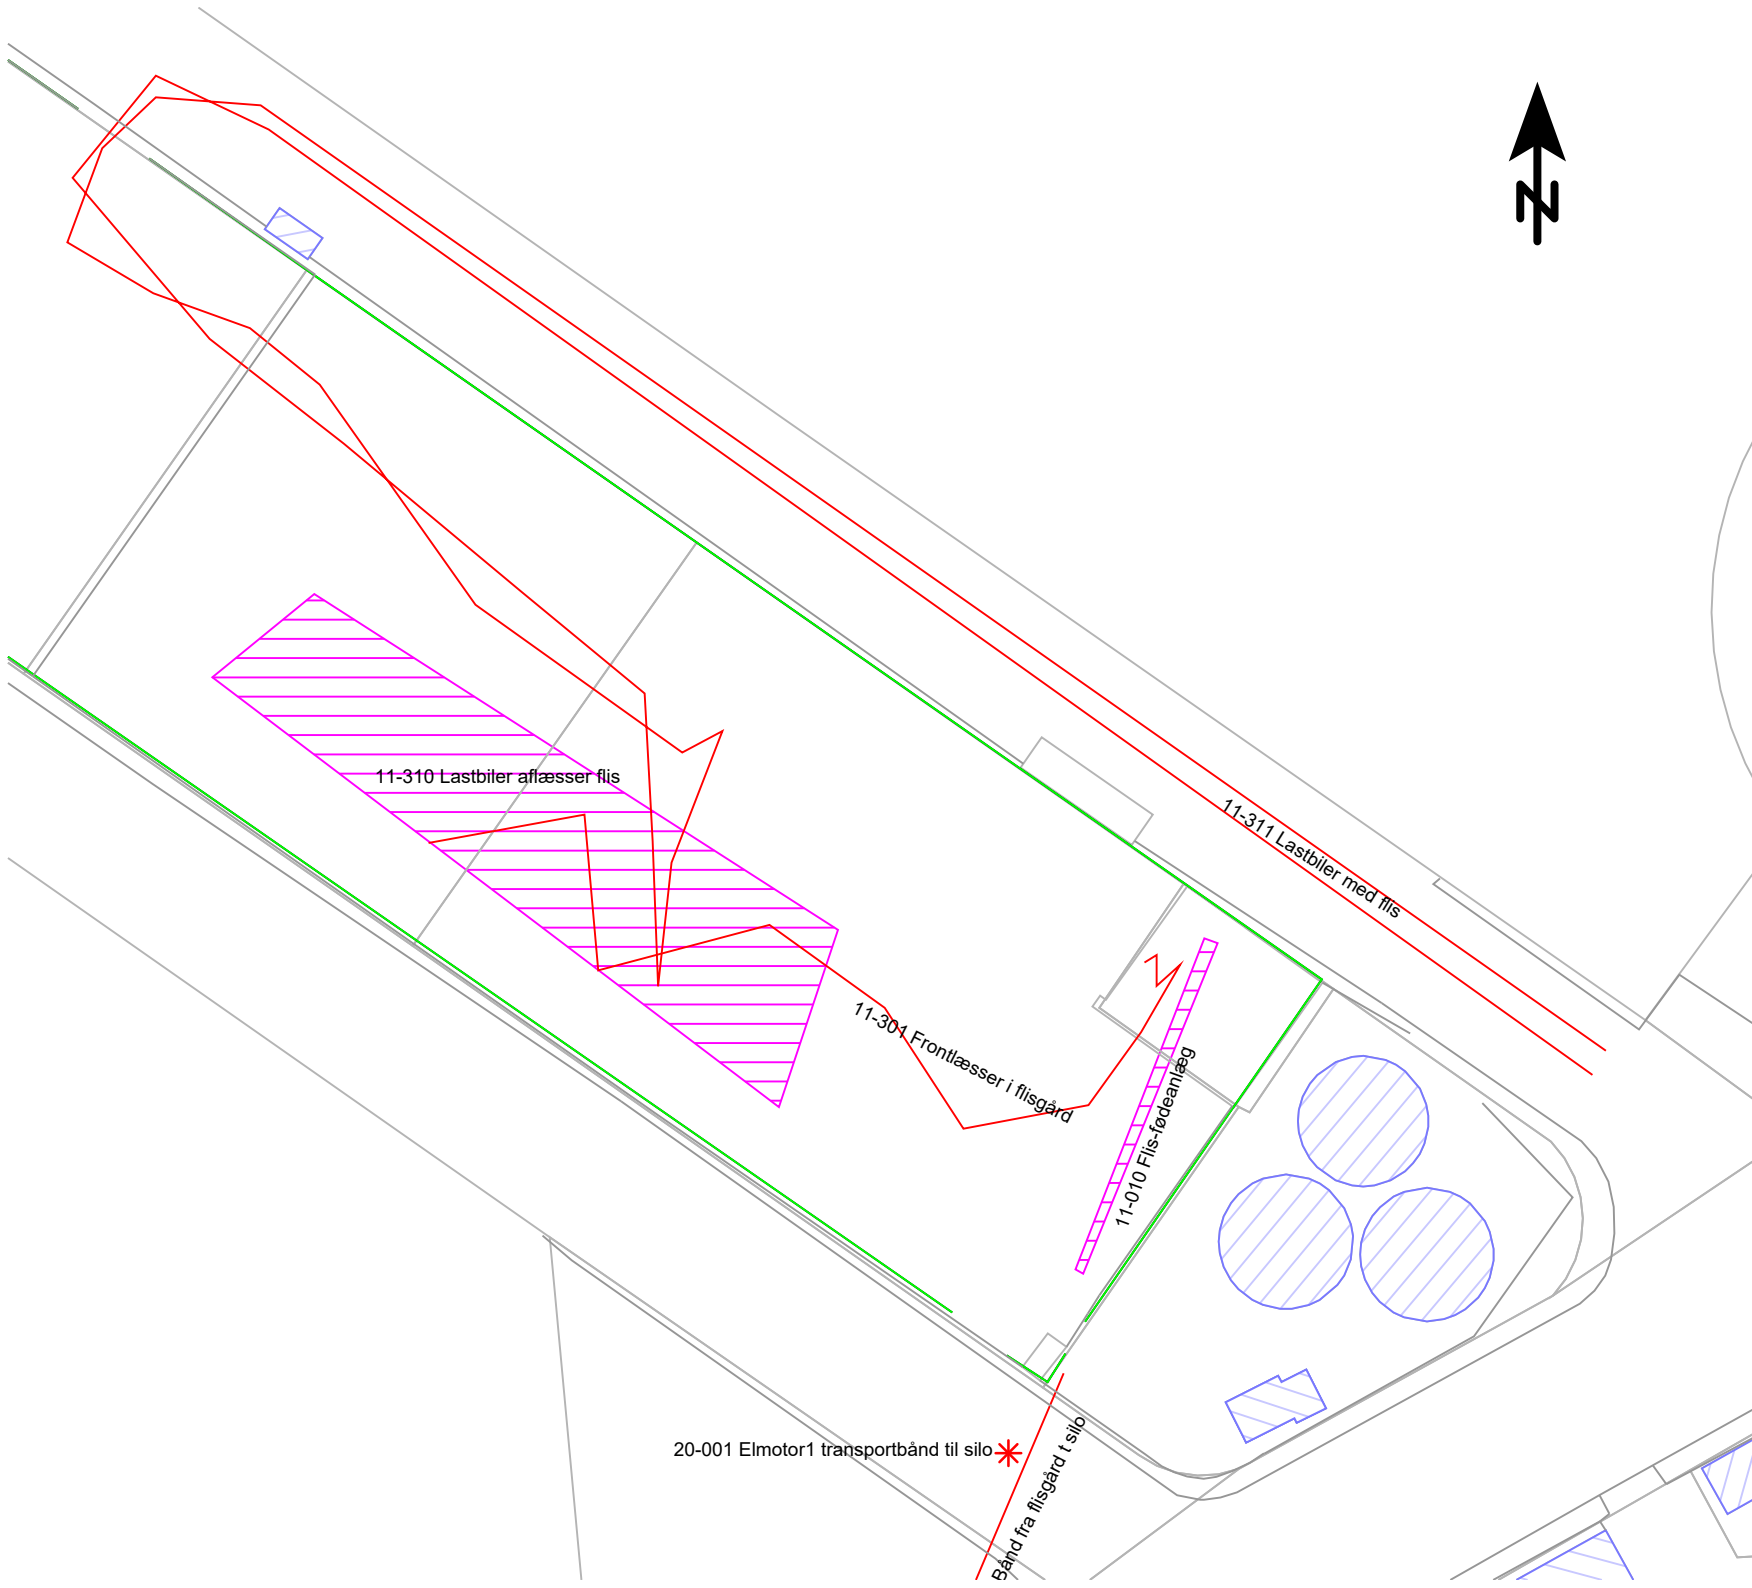 N
11-310 Lastbiler aflæsser flis
11-311 Lastbiler med flis
11-301 Frontlæsser i flisgård
11-010 Flis-fødeanlæg
20-001 Elmotor1 transportbånd til silo
Bånd fra flisgård t silo